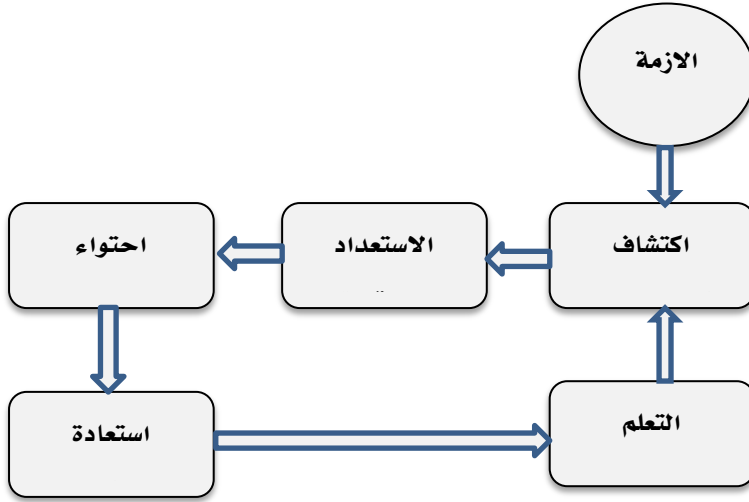 الازمة
اكتشاف
الاستعداد
احتواء
استعادة
التعلم